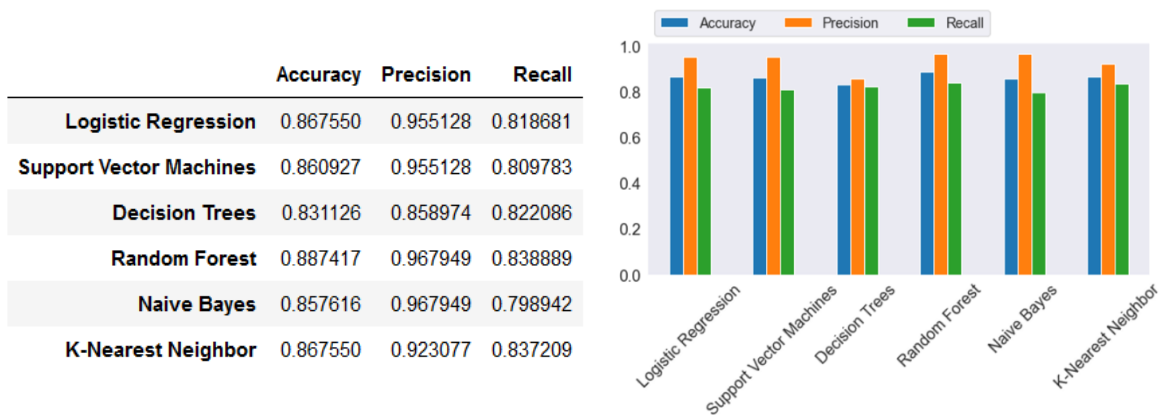 Accuracy Precision Recall
Logistic Regression 0.867550 0.955128 0.818681
Support Vector Machines 0.860927 0.955128 0.809783
Decision Trees 0.831126 0.858974 0.822086
Random Forest 0.887417 0.967949 0.838889
Naive Bayes 0.857616 0.967949 0.798942
K-Nearest Neighbor 0.867550 0.923077 0.837209
Accuracy Precision Recall
1.0
0.8
0.6
0.4
0.2
0.0
Logistic Regression
Support Vector Machines
Decision Trees
Random Forest
Naive Bayes
K-Nearest Neighbor